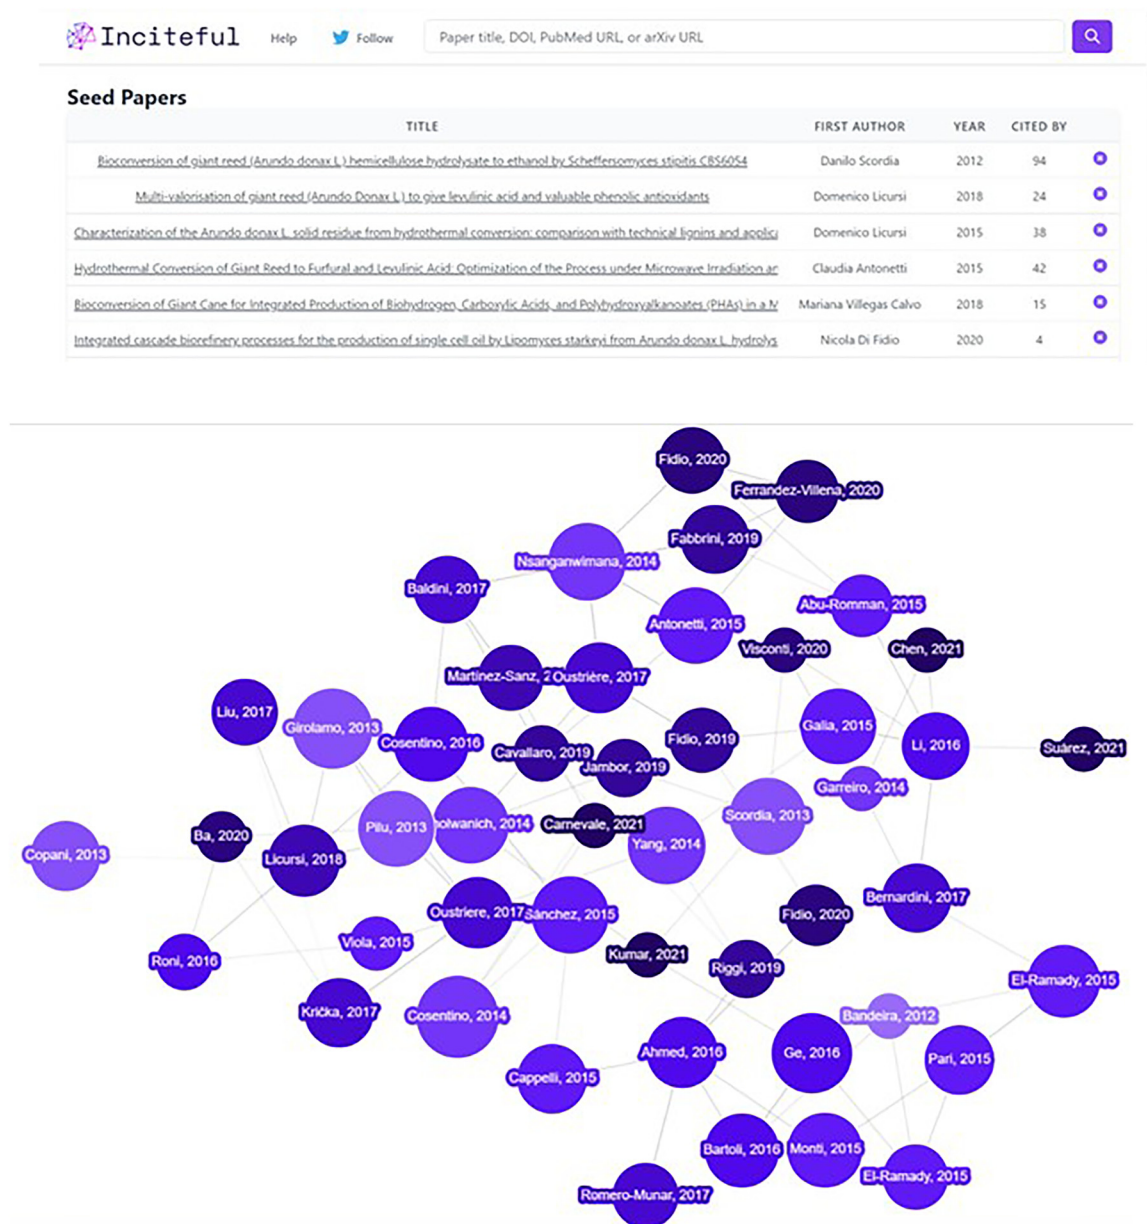 Inciteful Help Follow Paper title, DOI, PubMed URL, or arXiv URL
Seed Papers
TITLE FIRST AUTHOR YEAR CITED BY
Bioconversion of giant reed (Arundo donax L.) hemicellulose hydrolysate to ethanol by Scheffersomyces stipitis CBS6054 Danilo Scordia 2012 94
Multi-valorisation of giant reed (Arundo Donax L.) to give levulinic acid and valuable phenolic antioxidants Domenico Licursi 2018 24
Characterization of the Arundo donax L. solid residue from hydrothermal conversion: comparison with technical lignins and applica Domenico Licursi 2015 38
Hydrothermal Conversion of Giant Reed to Furfural and Levulinic Acid: Optimization of the Process under Microwave Irradiation an Claudia Antonetti 2015 42
Bioconversion of Giant Cane for Integrated Production of Biohydrogen, Carboxylic Acids, and Polyhydroxyalkanoates (PHAs) in a M Mariana Villegas Calvo 2018 15
Integrated cascade biorefinery processes for the production of single cell oil by Lipomyces starkeyi from Arundo donax L. hydrolys Nicola Di Fidio 2020 4
Fidio, 2020
Ferrandez-Villena, 2020
Fabbrini, 2019
Nsanganwimana, 2014
Baldini, 2017
Abu-Romman, 2015
Antonetti, 2015
Visconti, 2020
Chen, 2021
Martínez-Sanz, 2
Oustrière, 2017
Liu, 2017
Girolamo, 2013
Cosentino, 2016
Cavallaro, 2019
Fidio, 2019
Galia, 2015
Li, 2016
Suárez, 2021
Jambor, 2019
Garreiro, 2014
Scordia, 2013
Pilu, 2013
olwanich, 2014
Carnevale, 2021
Ba, 2020
Yang, 2014
Copani, 2013
Licursi, 2018
Bernardini, 2017
Oustriere, 2017
Sánchez, 2015
Fidio, 2020
Viola, 2015
Kumar, 2021
Roni, 2016
Riggi, 2019
El-Ramady, 2015
Krička, 2017
Cosentino, 2014
Bandeira, 2012
Ahmed, 2016
Ge, 2016
Pari, 2015
Cappelli, 2015
Bartoli, 2016
Monti, 2015
El-Ramady, 2015
Romero-Munar, 2017